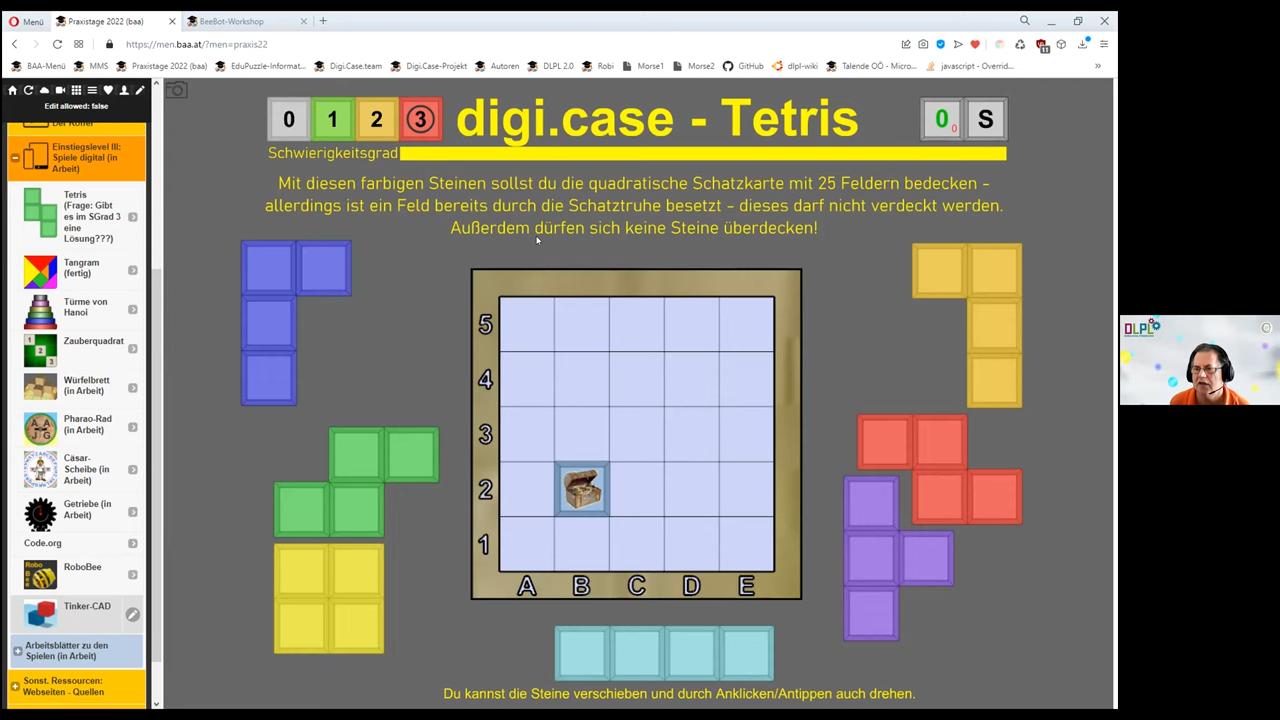 Menü
Praxistage 2022 (baa)
BeeBot-Workshop
https://men.baa.at/?men=praxis22
BAA-Menü
MMS
Praxistage 2022 (baa)
EduPuzzle-Informat...
Digi.Case.team
Digi.Case-Projekt
Autoren
DLPL 2.0
Robi
Morse1
Morse2
GitHub
dlpl-wiki
Talende OÖ - Micro...
javascript - Overrid...
Edit allowed: false
Der Koffer
Einstiegslevel III:
Spiele digital (in
Arbeit)
Tetris
(Frage: Gibt
es im SGrad 3
eine
Lösung???)
Tangram
(fertig)
Türme von
Hanoi
Zauberquadrat
Würfelbrett
(in Arbeit)
Pharao-Rad
(in Arbeit)
Cäsar-
Scheibe (in
Arbeit)
Getriebe (in
Arbeit)
Code.org
RoboBee
Tinker-CAD
Arbeitsblätter zu den
Spielen (in Arbeit)
Sonst. Ressourcen:
Webseiten - Quellen
0 1 2 3
digi.case - Tetris
0 0 S
Schwierigkeitsgrad
Mit diesen farbigen Steinen sollst du die quadratische Schatzkarte mit 25 Feldern bedecken -
allerdings ist ein Feld bereits durch die Schatztruhe besetzt - dieses darf nicht verdeckt werden.
Außerdem dürfen sich keine Steine überdecken!
5
4
3
2
1
A B C D E
Du kannst die Steine verschieben und durch Anklicken/Antippen auch drehen.
DLPL